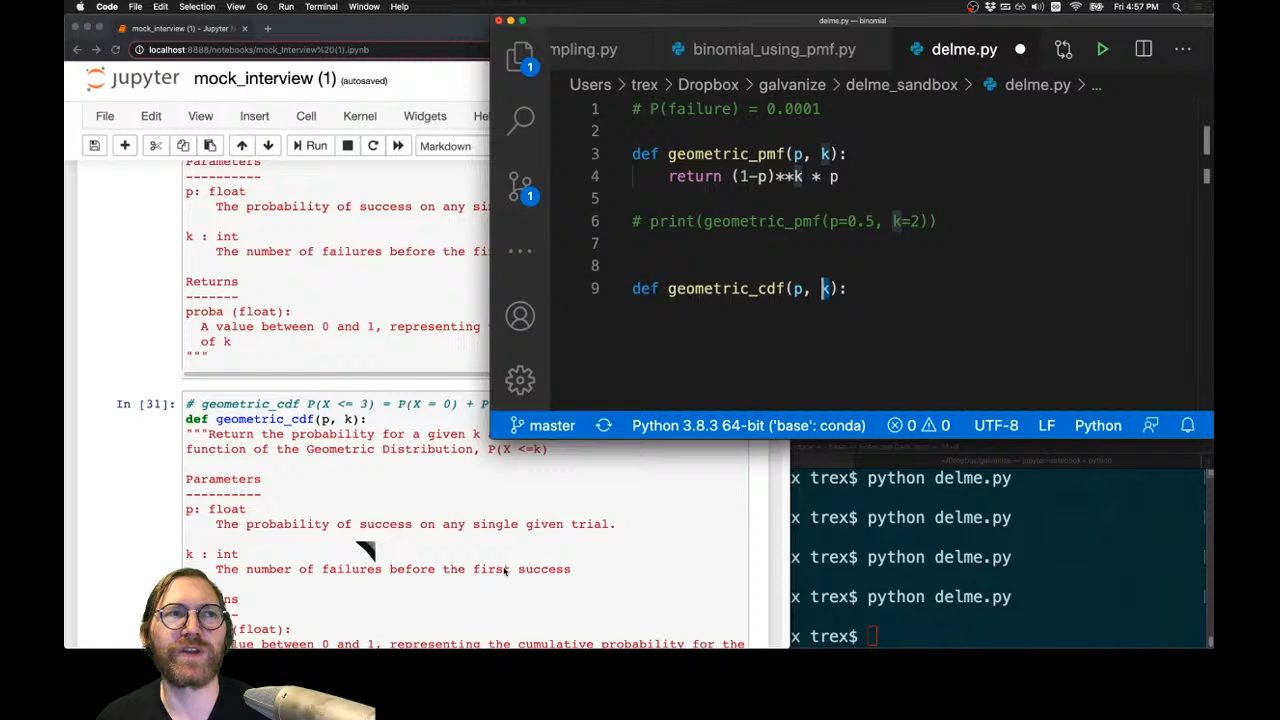 Code File Edit Selection View Go Run Terminal Window Help
Fri 4:57 PM
mock_interview (1) - Jupyter
localhost:8888/notebooks/mock_interview%20(1).ipynb
jupyter mock_interview (1) (autosaved)
File Edit View Insert Cell Kernel Widgets
Run Markdown
Parameters
----------
p: float
The probability of success on any
k : int
The number of failures before the
Returns
-------
proba (float):
A value between 0 and 1, representing
of k
"""
In [31]: # geometric_cdf P(X <= 3) = P(X = 0) +
def geometric_cdf(p, k):
"""Return the probability for a given k
function of the Geometric Distribution, P(X <=k)
Parameters
----------
p: float
The probability of success on any single given trial.
k : int
The number of failures before the first success
(float):
between 0 and 1, representing the cumulative probability for the
delme.py — binomial
mpling.py binomial_using_pmf.py delme.py
Users › trex › Dropbox › galvanize › delme_sandbox › delme.py › ...
1 # P(failure) = 0.0001
2
3 def geometric_pmf(p, k):
4 return (1-p)**k * p
5
6 # print(geometric_pmf(p=0.5, k=2))
7
8
9 def geometric_cdf(p, k):
1
1
master Python 3.8.3 64-bit ('base': conda) 0 0 UTF-8 LF Python
~/Dropbox/galvanize — jupyter-notebook • python
x trex$ python delme.py
x trex$ python delme.py
x trex$ python delme.py
x trex$ python delme.py
x trex$